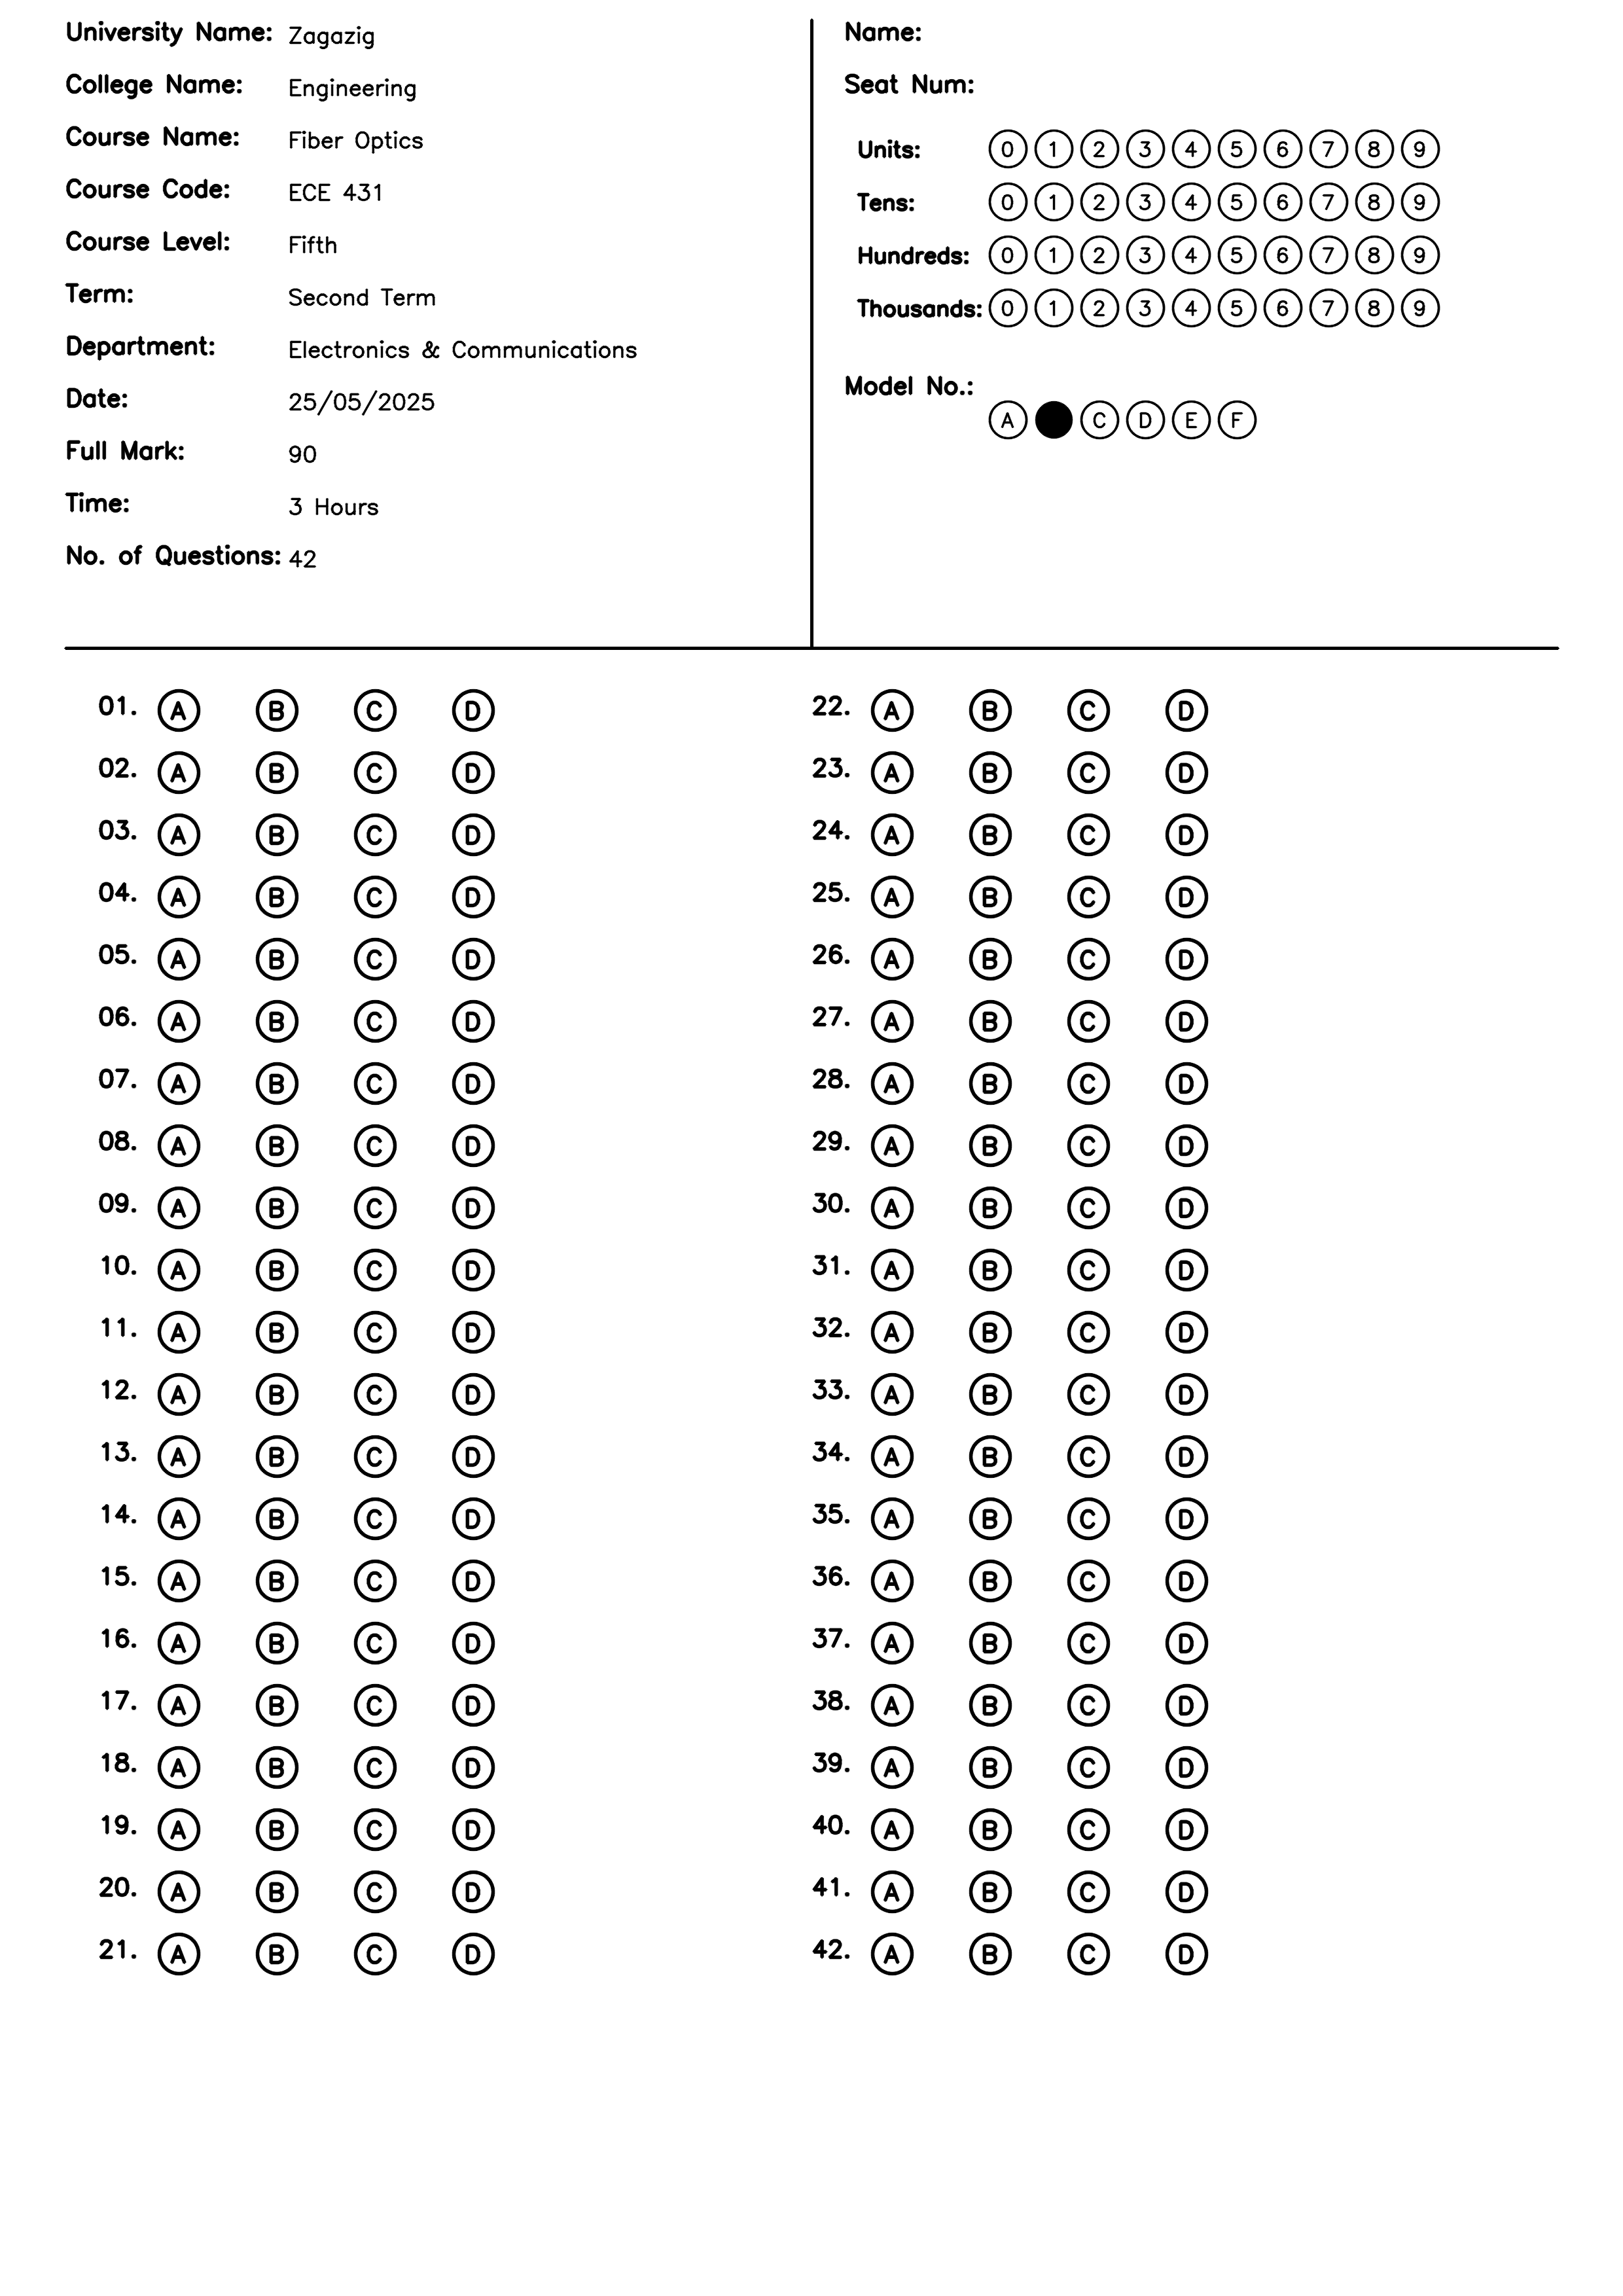 University Name: Zagazig
College Name: Engineering
Course Name: Fiber Optics
Course Code: ECE 431
Course Level: Fifth
Term: Second Term
Department: Electronics & Communications
Date: 25/05/2025
Full Mark: 90
Time: 3 Hours
No. of Questions: 42
Name:
Seat Num:
Units: 0 1 2 3 4 5 6 7 8 9
Tens: 0 1 2 3 4 5 6 7 8 9
Hundreds: 0 1 2 3 4 5 6 7 8 9
Thousands: 0 1 2 3 4 5 6 7 8 9
Model No.:
A C D E F
01. A B C D
02. A B C D
03. A B C D
04. A B C D
05. A B C D
06. A B C D
07. A B C D
08. A B C D
09. A B C D
10. A B C D
11. A B C D
12. A B C D
13. A B C D
14. A B C D
15. A B C D
16. A B C D
17. A B C D
18. A B C D
19. A B C D
20. A B C D
21. A B C D
22. A B C D
23. A B C D
24. A B C D
25. A B C D
26. A B C D
27. A B C D
28. A B C D
29. A B C D
30. A B C D
31. A B C D
32. A B C D
33. A B C D
34. A B C D
35. A B C D
36. A B C D
37. A B C D
38. A B C D
39. A B C D
40. A B C D
41. A B C D
42. A B C D